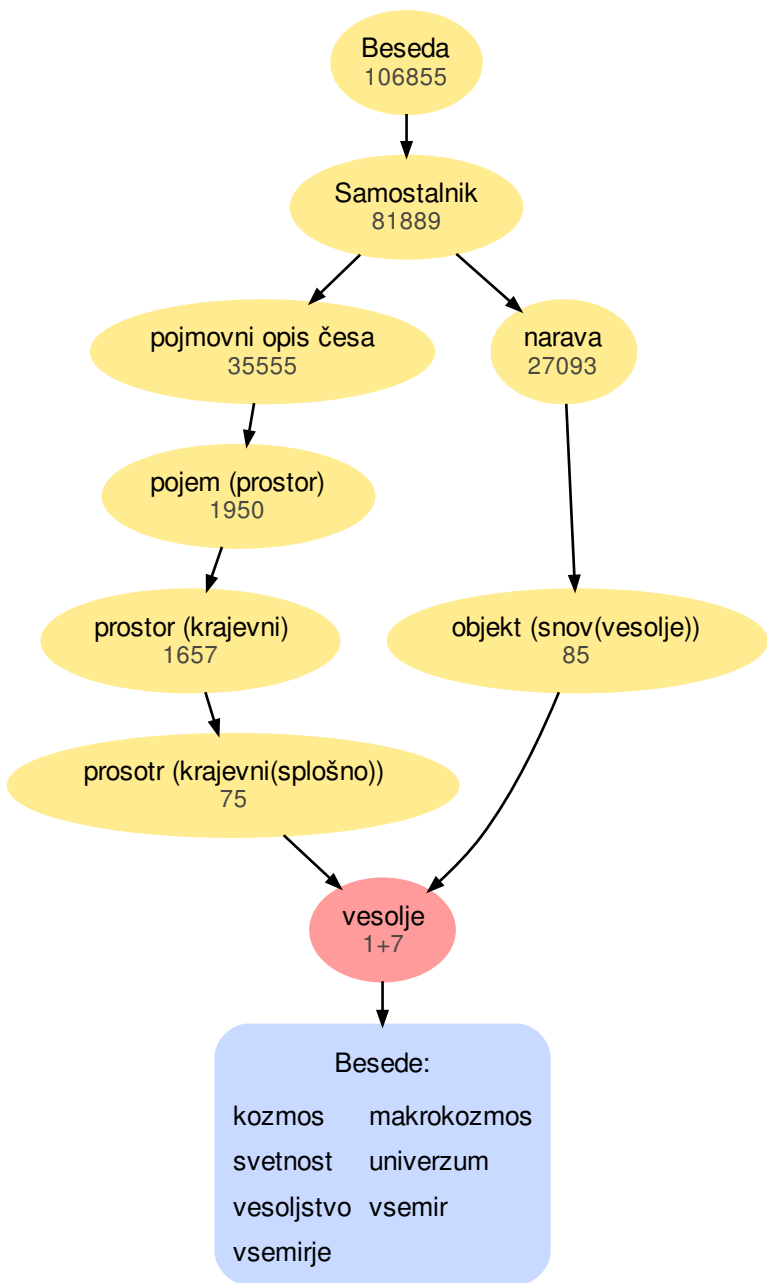 Beseda
106855
Samostalnik
81889
pojmovni opis česa
35555
narava
27093
pojem (prostor)
1950
prostor (krajevni)
1657
objekt (snov(vesolje))
85
prosotr (krajevni(splošno))
75
vesolje
1+7
Besede:
kozmos makrokozmos
svetnost univerzum
vesoljstvo vsemir
vsemirje